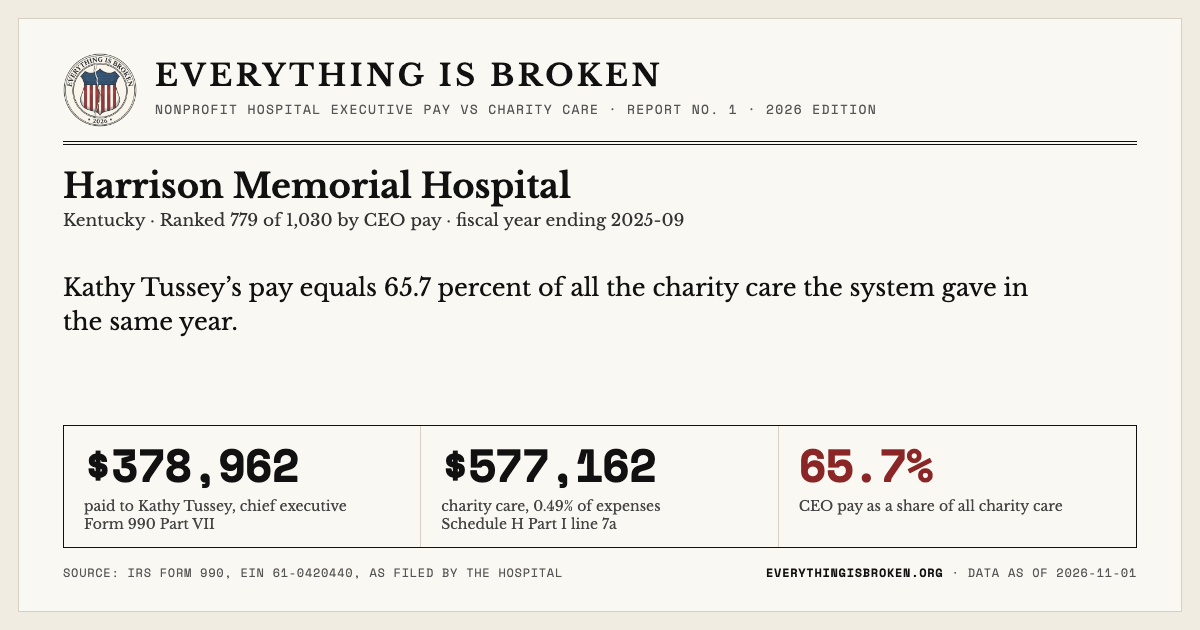 EVERYTHING IS BROKEN
· 2026 ·
EVERYTHING IS BROKEN
NONPROFIT HOSPITAL EXECUTIVE PAY VS CHARITY CARE · REPORT NO. 1 · 2026 EDITION
Harrison Memorial Hospital
Kentucky · Ranked 779 of 1,030 by CEO pay · fiscal year ending 2025-09
Kathy Tussey’s pay equals 65.7 percent of all the charity care the system gave in
the same year.
$378,962
paid to Kathy Tussey, chief executive
Form 990 Part VII
$577,162
charity care, 0.49% of expenses
Schedule H Part I line 7a
65.7%
CEO pay as a share of all charity care
SOURCE: IRS FORM 990, EIN 61-0420440, AS FILED BY THE HOSPITAL
EVERYTHINGISBROKEN.ORG · DATA AS OF 2026-11-01